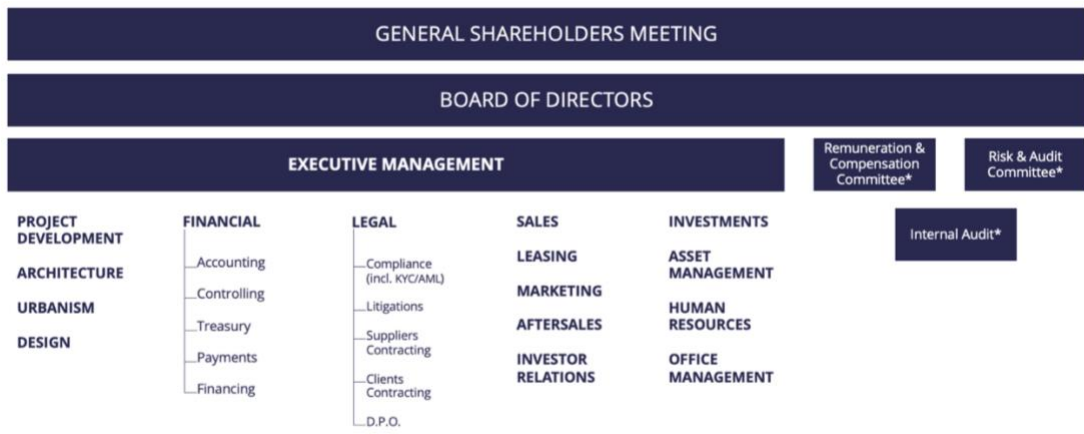 GENERAL SHAREHOLDERS MEETING
BOARD OF DIRECTORS
EXECUTIVE MANAGEMENT
Remuneration &
Compensation
Committee*
Risk & Audit
Committee*
Internal Audit*
PROJECT
DEVELOPMENT
ARCHITECTURE
URBANISM
DESIGN
FINANCIAL
Accounting
Controlling
Treasury
Payments
Financing
LEGAL
Compliance
(incl. KYC/AML)
Litigations
Suppliers
Contracting
Clients
Contracting
D.P.O.
SALES
LEASING
MARKETING
AFTERSALES
INVESTOR
RELATIONS
INVESTMENTS
ASSET
MANAGEMENT
HUMAN
RESOURCES
OFFICE
MANAGEMENT